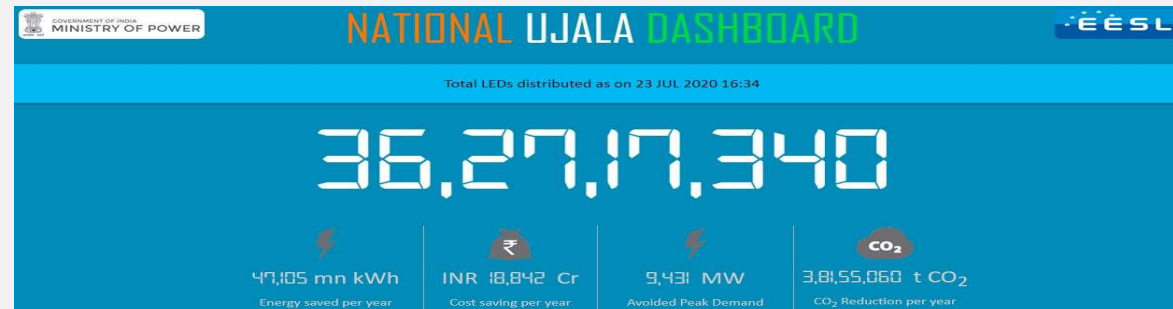 GOVERNMENT OF INDIA
MINISTRY OF POWER
NATIONAL UJALA DASHBOARD
EESL
Total LEDs distributed as on 23 JUL 2020 16:34
36,27,17,340
₹
CO2
47,105 mn kWh
INR 18,842 Cr
9,431 MW
3,81,55,060 t CO2
Energy saved per year
Cost saving per year
Avoided Peak Demand
CO2 Reduction per year